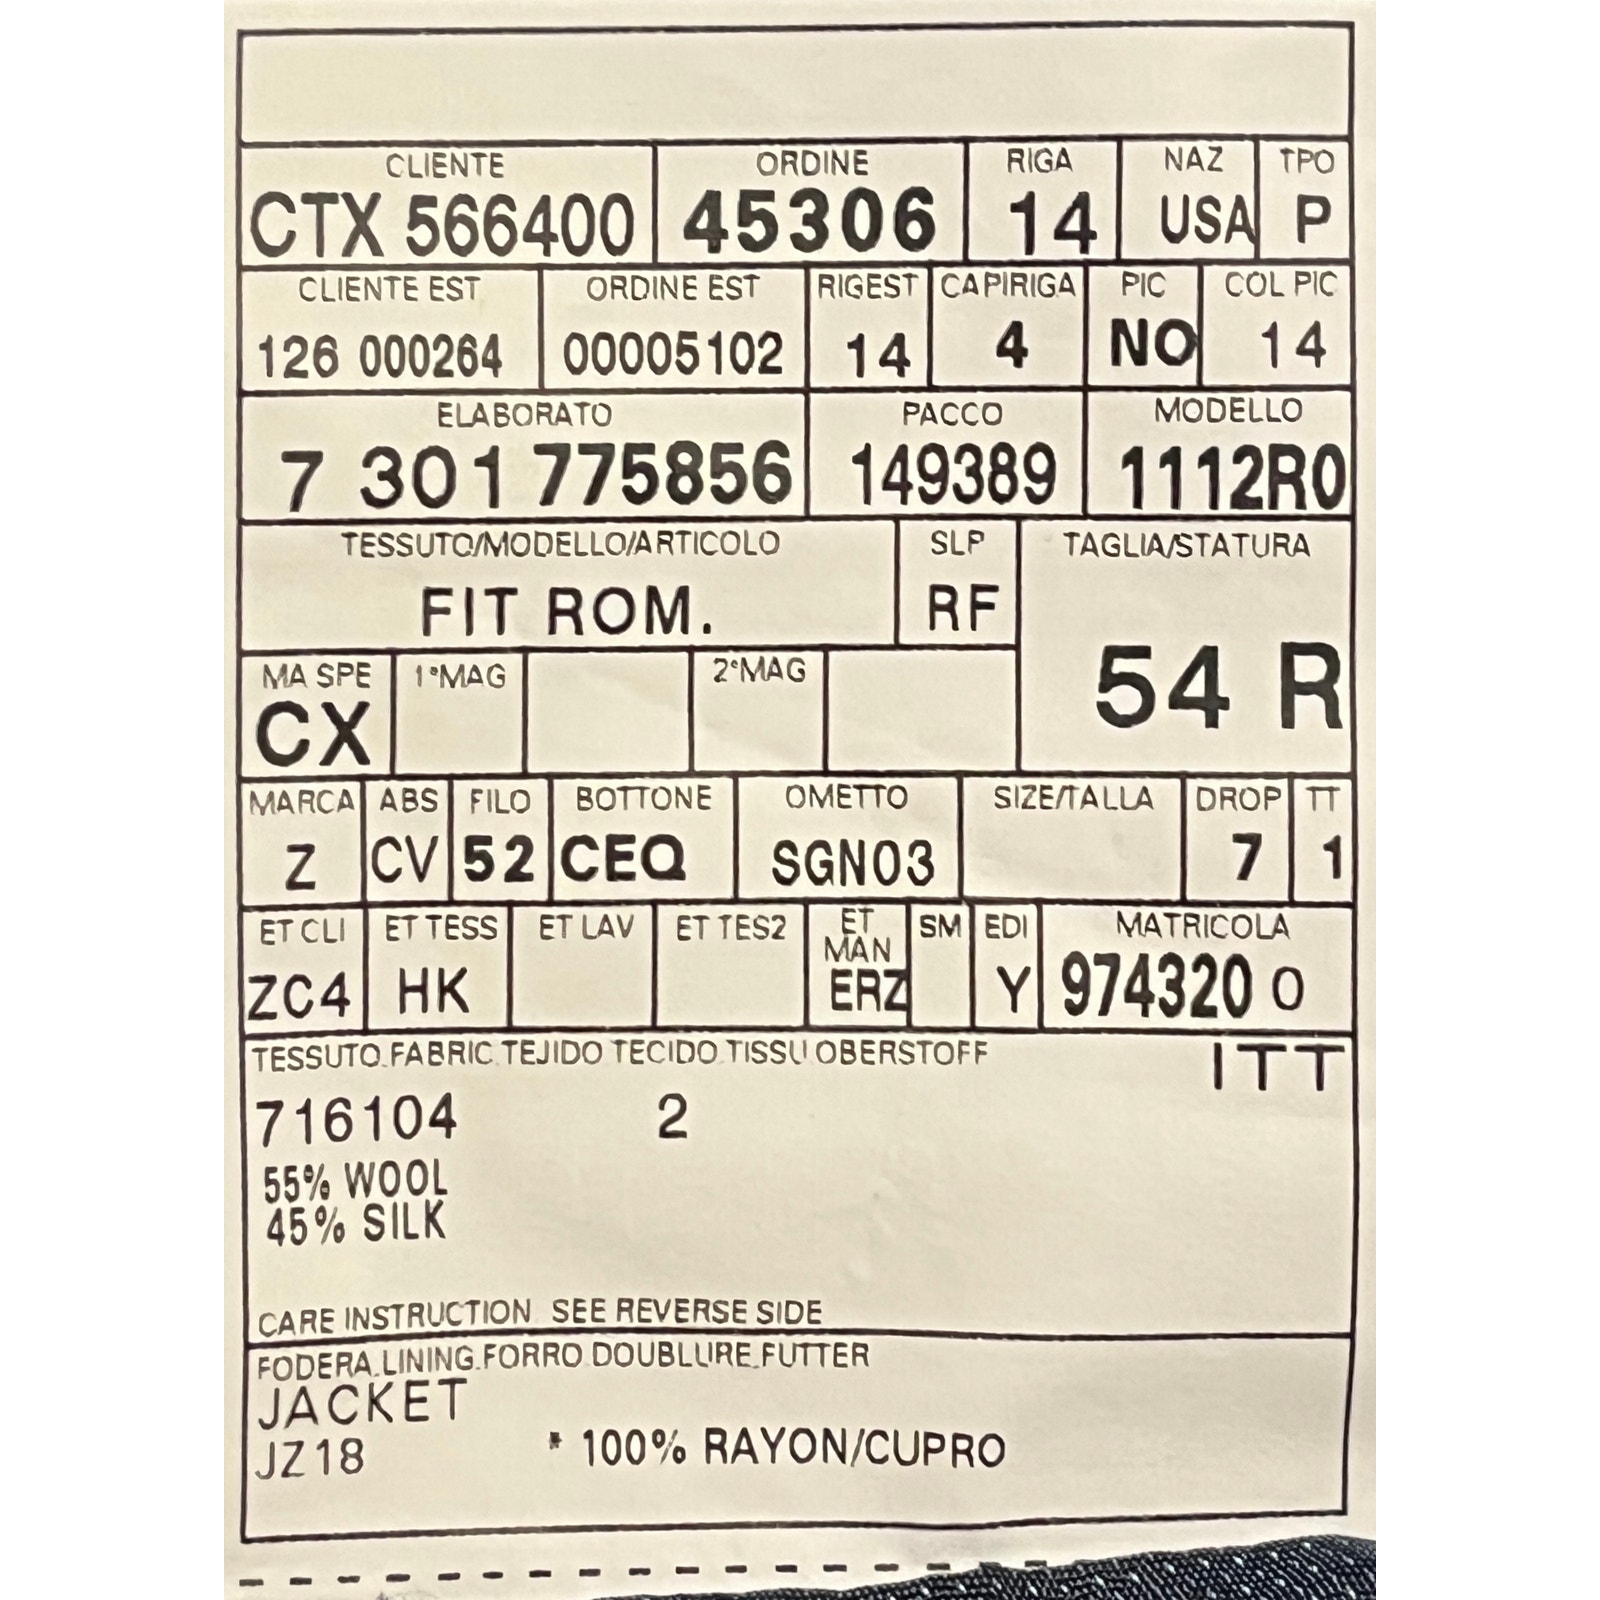 CLIENTE ORDINE RIGA NAZ TPO
CTX 566400 45306 14 USA P
CLIENTE EST ORDINE EST RIGEST CAPIRIGA PIC COL PIC
126 000264 00005102 14 4 NO 14
ELABORATO PACCO MODELLO
7 301 775856 149389 1112R0
TESSUTO/MODELLO/ARTICOLO SLP TAGLIA/STATURA
FIT ROM. RF
54 R
MA SPE 1°MAG 2°MAG
CX
MARCA ABS FILO BOTTONE OMETTO SIZE/TALLA DROP TT
Z CV 52 CEQ SGN03 7 1
ET CLI ET TESS ET LAV ET TES2 ET MAN SM EDI MATRICOLA
ZC4 HK ERZ Y 974320 0
TESSUTO.FABRIC.TEJIDO.TECIDO.TISSU.OBERSTOFF ITT
716104 2
55% WOOL
45% SILK
CARE INSTRUCTION SEE REVERSE SIDE
FODERA.LINING.FORRO.DOUBLURE.FUTTER
JACKET
JZ18 * 100% RAYON/CUPRO